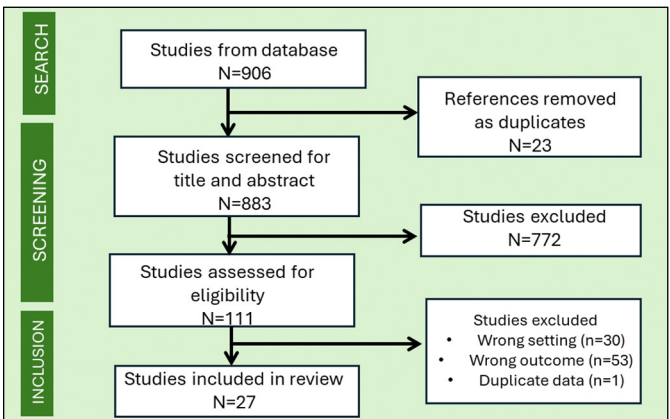 SEARCH
Studies from database
N=906
References removed
as duplicates
N=23
SCREENING
Studies screened for
title and abstract
N=883
Studies excluded
N=772
Studies assessed for
eligibility
N=111
INCLUSION
Studies excluded
• Wrong setting (n=30)
• Wrong outcome (n=53)
• Duplicate data (n=1)
Studies included in review
N=27